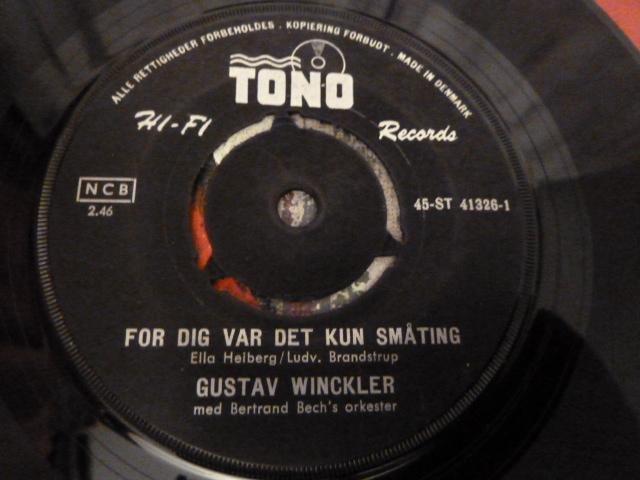 ALLE RETTIGHEDER FORBEHOLDES . KOPIERING FORBUDT . MADE IN DENMARK
TONO
HI-FI Records
NCB
2.46
45-ST 41326-1
FOR DIG VAR DET KUN SMÅTING
Ella Heiberg/Ludv. Brandstrup
GUSTAV WINCKLER
med Bertrand Bech's orkester